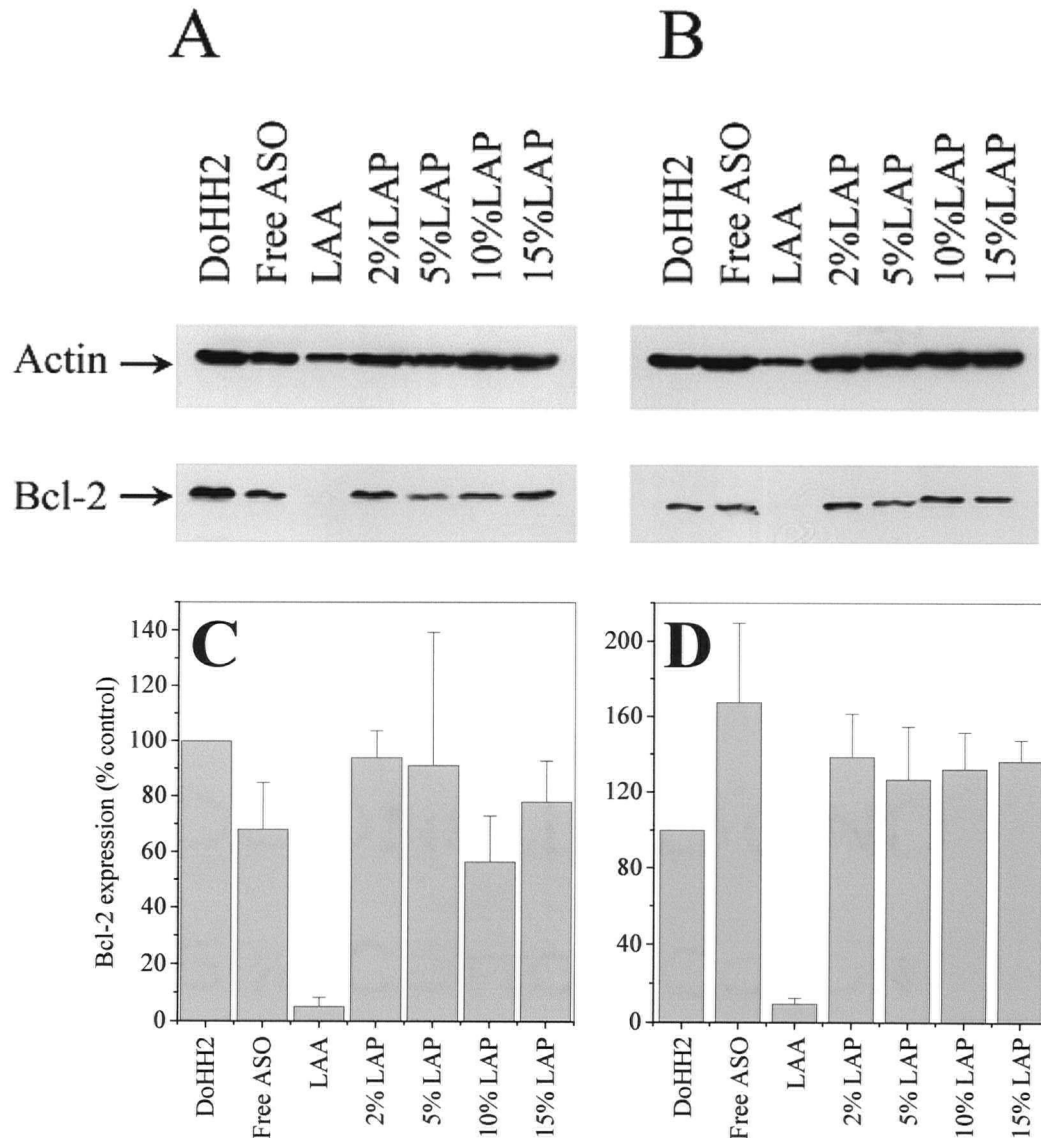 A
B
DoHH2
Free ASO
LAA
2%LAP
5%LAP
10%LAP
15%LAP
DoHH2
Free ASO
LAA
2%LAP
5%LAP
10%LAP
15%LAP
Actin
Bcl-2
C
Bcl-2 expression (% control)
140
120
100
80
60
40
20
0
DoHH2
Free ASO
LAA
2% LAP
5% LAP
10% LAP
15% LAP
D
200
160
120
80
40
0
DoHH2
Free ASO
LAA
2% LAP
5% LAP
10% LAP
15% LAP